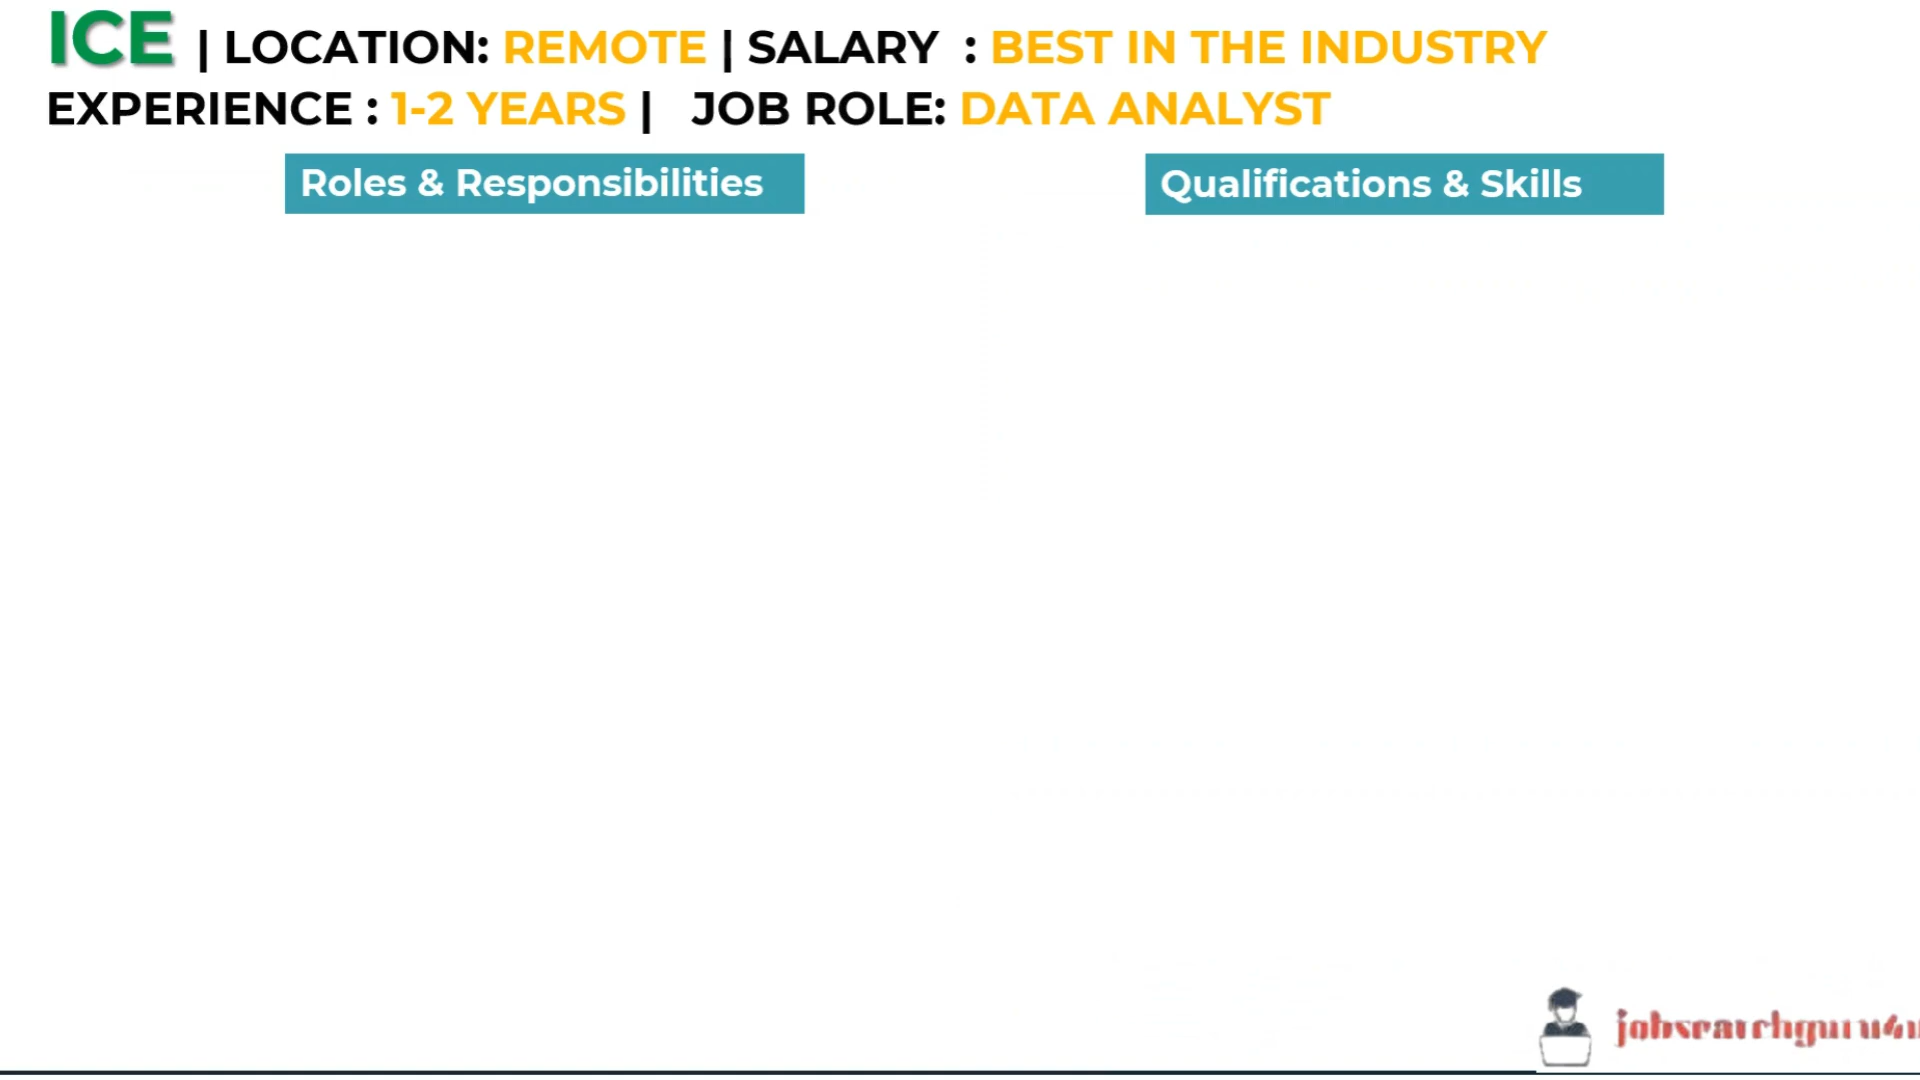 ICE | LOCATION: REMOTE | SALARY : BEST IN THE INDUSTRY
EXPERIENCE : 1-2 YEARS | JOB ROLE: DATA ANALYST
Roles & Responsibilities
Qualifications & Skills